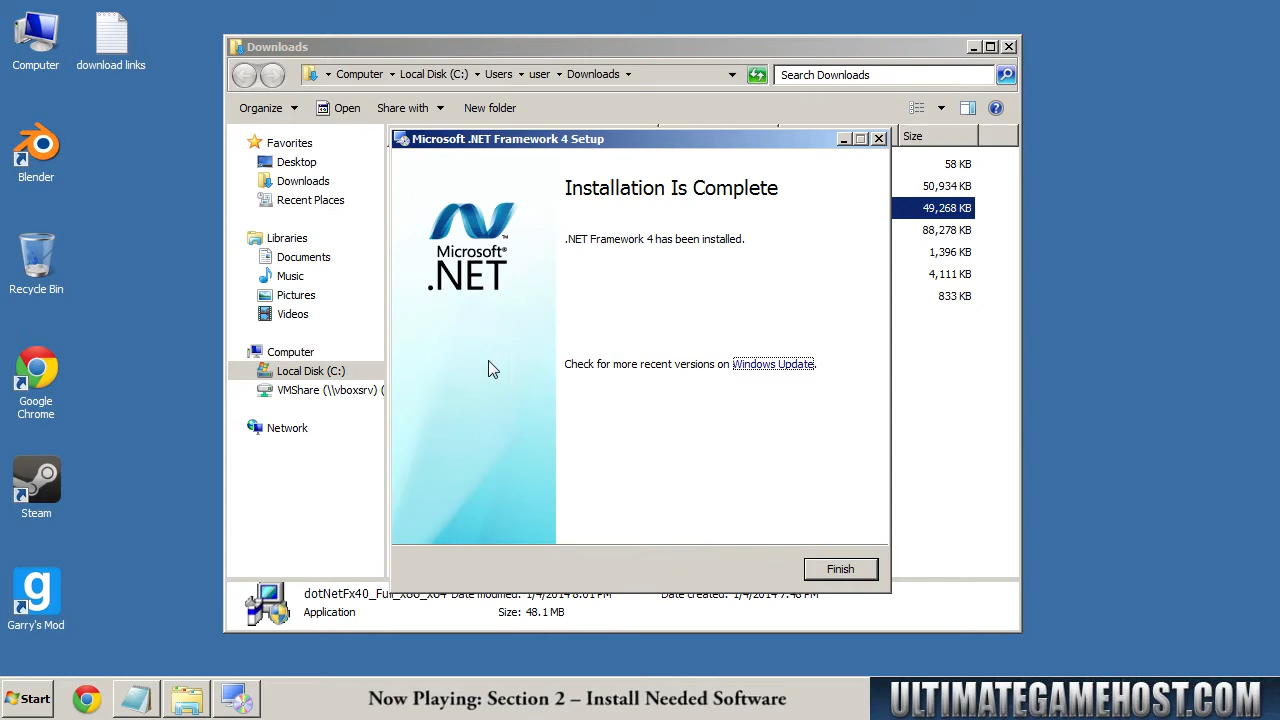 Computer
download links
Blender
Recycle Bin
Google
Chrome
Steam
g
Garry's Mod
Downloads
Computer Local Disk (C:) Users user Downloads
Search Downloads
Organize Open Share with New folder
Size
Favorites
Desktop
Downloads
Recent Places
Libraries
Documents
Music
Pictures
Videos
Computer
Local Disk (C:)
VMShare (\\vboxsrv) (
Network
58 KB
50,934 KB
49,268 KB
88,278 KB
1,396 KB
4,111 KB
833 KB
Microsoft .NET Framework 4 Setup
Microsoft®
.NET™
Installation Is Complete
.NET Framework 4 has been installed.
Check for more recent versions on Windows Update.
Finish
Application
Size: 48.1 MB
Start
Now Playing: Section 2 – Install Needed Software
ULTIMATEGAMEHOST.COM